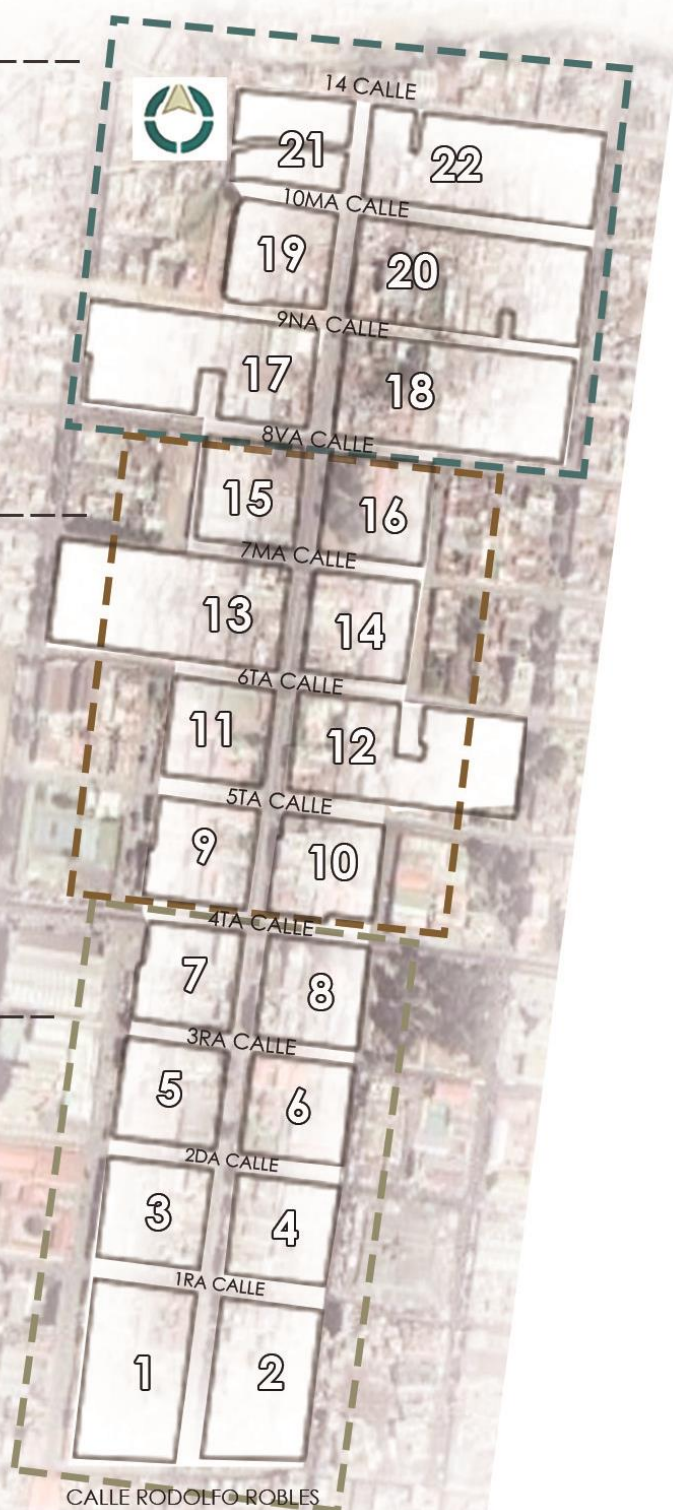 14 CALLE
21
22
10MA CALLE
19
20
9NA CALLE
17
18
8VA CALLE
15
16
7MA CALLE
13
14
6TA CALLE
11
12
5TA CALLE
9
10
4TA CALLE
7
8
3RA CALLE
5
6
2DA CALLE
3
4
1RA CALLE
1
2
CALLE RODOLFO ROBLES